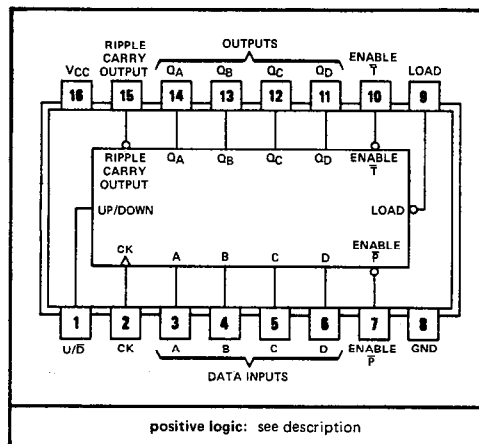 RIPPLE CARRY OUTPUT
OUTPUTS
ENABLE T̅
VCC
QA QB QC QD
LOAD
16 15 14 13 12 11 10 9
RIPPLE CARRY OUTPUT
QA QB QC QD
ENABLE T̅
UP/DOWN
LOAD
CK
A B C D
ENABLE P̅
1 2 3 4 5 6 7 8
U/D̅ CK A B C D ENABLE P̅ GND
DATA INPUTS
positive logic: see description